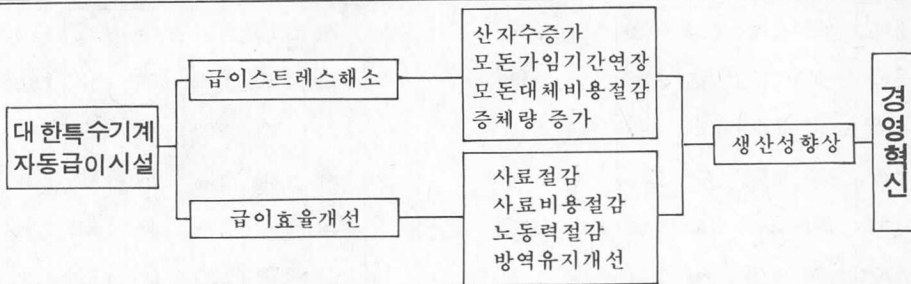 대한특수기계
자동급이시설
급이스트레스해소
급이효율개선
산자수증가
모돈가임기간연장
모돈대체비용절감
증체량 증가
사료절감
사료비용절감
노동력절감
방역유지개선
생산성향상
경영혁신